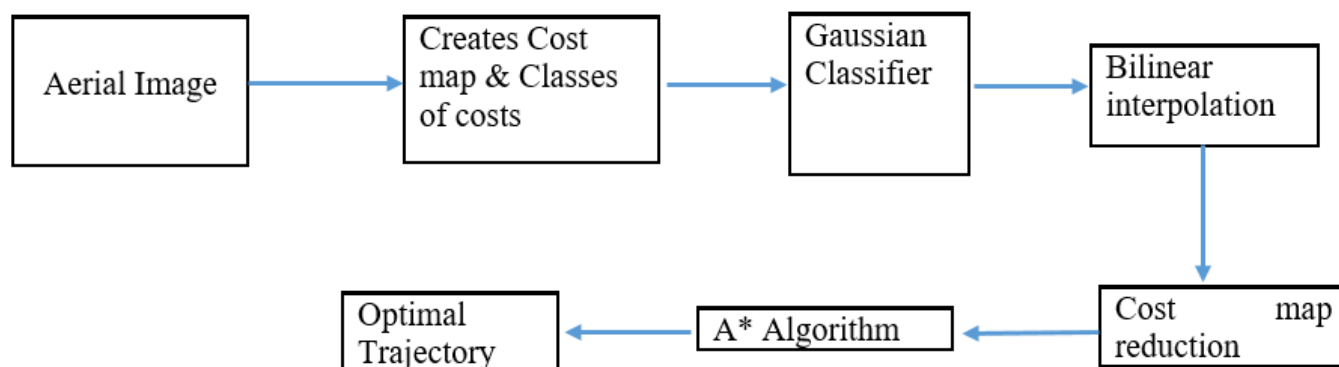 Aerial Image
Creates Cost
map & Classes
of costs
Gaussian
Classifier
Bilinear
interpolation
Cost map
reduction
A* Algorithm
Optimal
Trajectory